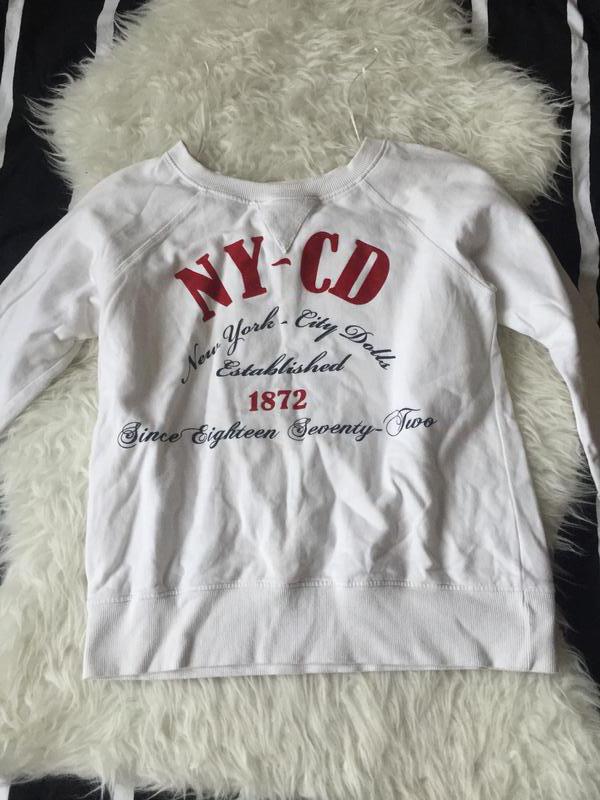 NY-CD
New York - City Dolls
Established
1872
Since Eighteen Seventy-Two